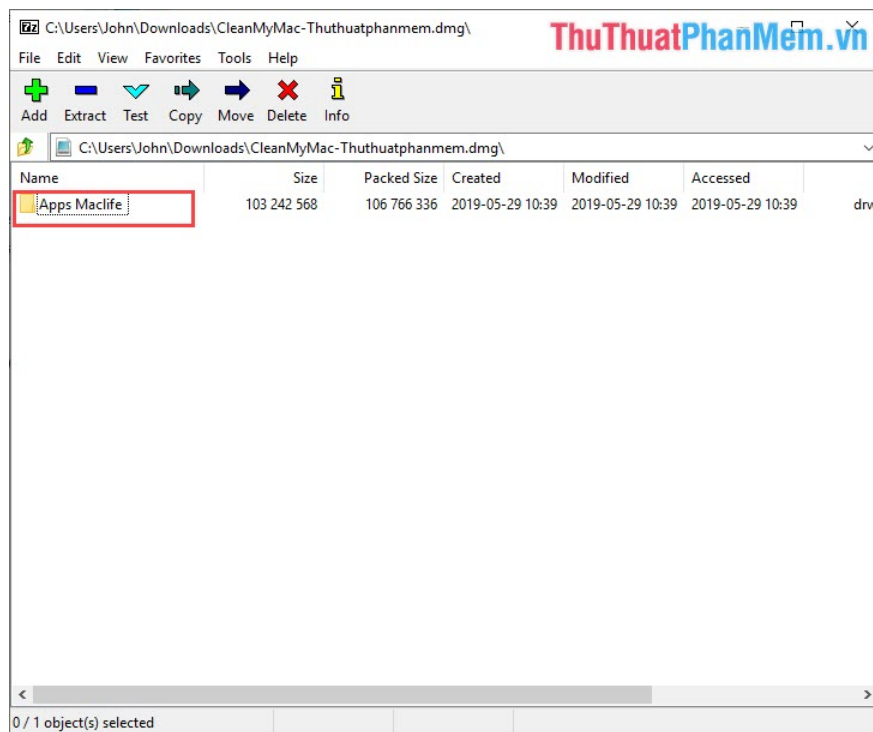 C:\Users\John\Downloads\CleanMyMac-Thuthuatphanmem.dmg\
ThuThuatPhanMem.vn
File Edit View Favorites Tools Help
Add Extract Test Copy Move Delete Info
C:\Users\John\Downloads\CleanMyMac-Thuthuatphanmem.dmg\
Name Size Packed Size Created Modified Accessed
Apps Maclife 103 242 568 106 766 336 2019-05-29 10:39 2019-05-29 10:39 2019-05-29 10:39
0 / 1 object(s) selected